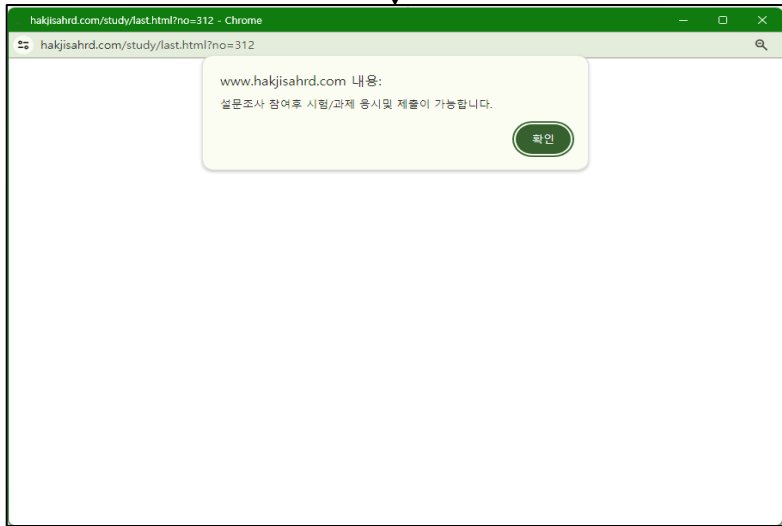 hakjisahrd.com/study/last.html?no=312 - Chrome
hakjisahrd.com/study/last.html?no=312
www.hakjisahrd.com 내용:
설문조사 참여후 시험/과제 응시및 제출이 가능합니다.
확인